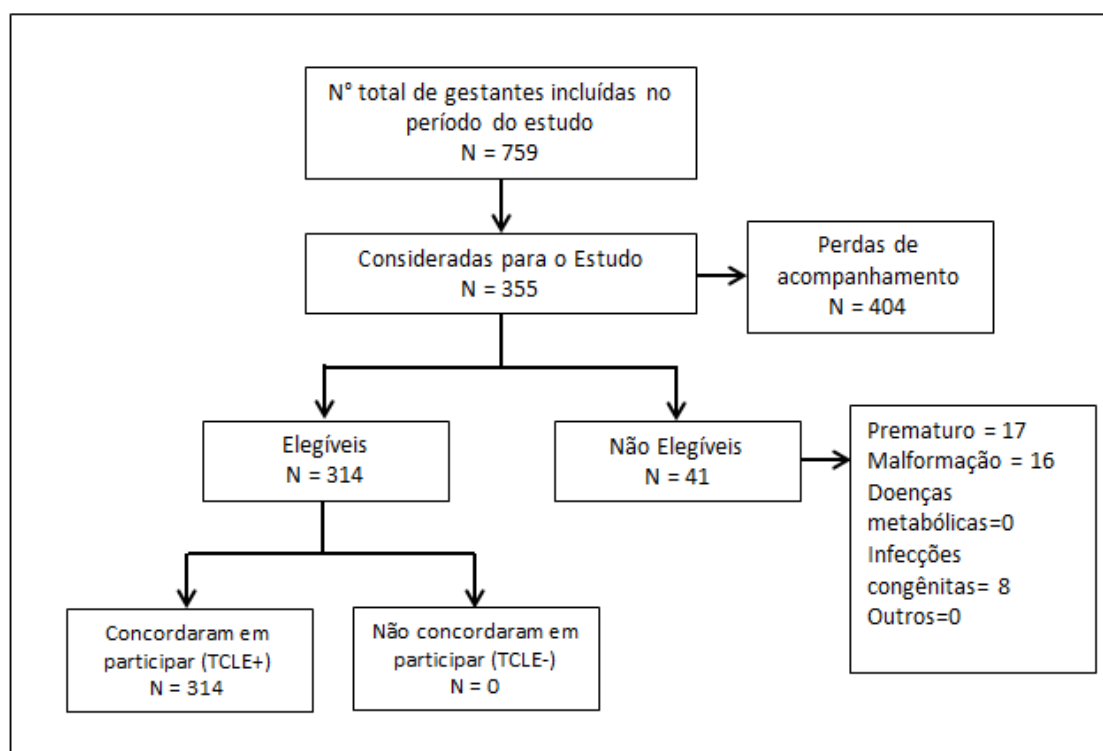 N° total de gestantes incluídas no
período do estudo
N = 759
Consideradas para o Estudo
N = 355
Perdas de
acompanhamento
N = 404
Elegíveis
N = 314
Não Elegíveis
N = 41
Prematuro = 17
Malformação = 16
Doenças
metabólicas=0
Infecções
congênitas= 8
Outros=0
Concordaram em
participar (TCLE+)
N = 314
Não concordaram em
participar (TCLE-)
N = 0